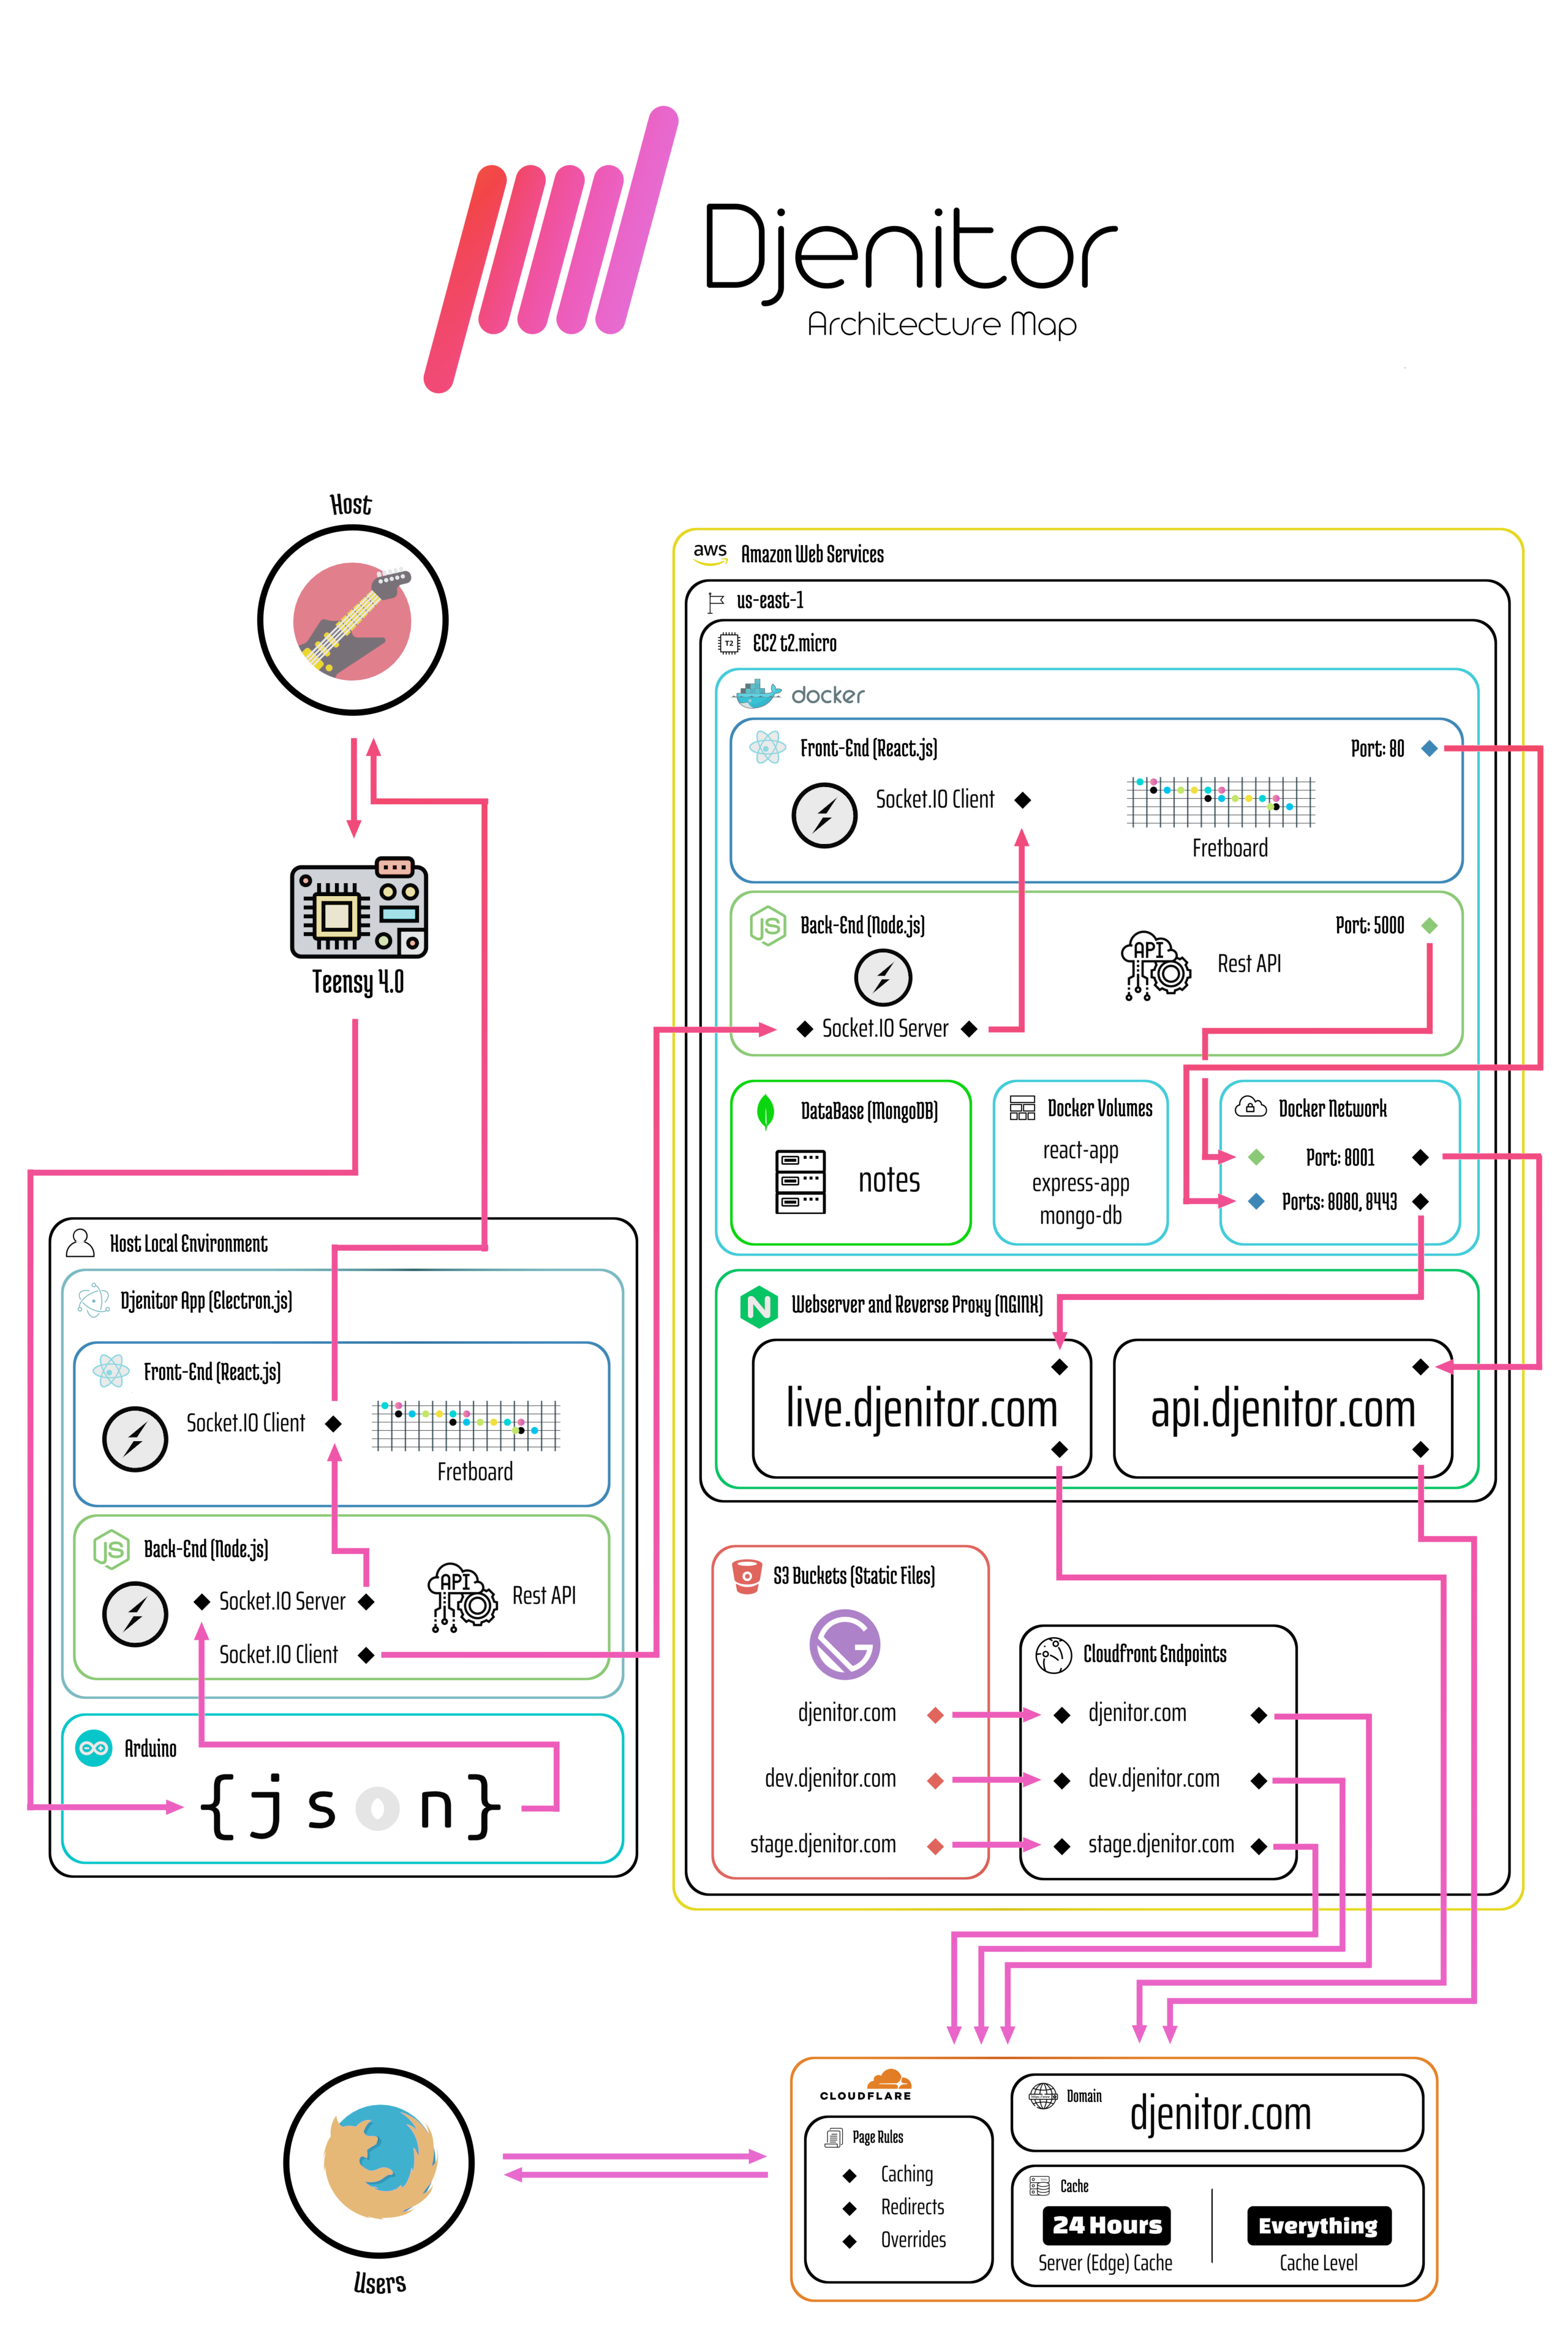 Djenitor
Architecture Map
Host
Teensy 4.0
aws
Amazon Web Services
us-east-1
T2
EC2 t2.micro
docker
Front-End (React.js)
Port: 80
Socket.IO Client
Fretboard
JS
Back-End (Node.js)
Port: 5000
API
Rest API
Socket.IO Server
DataBase (MongoDB)
notes
Docker Volumes
react-app
express-app
mongo-db
Docker Network
Port: 8001
Ports: 8080, 8443
N
Webserver and Reverse Proxy (NGINX)
live.djenitor.com
api.djenitor.com
S3 Buckets (Static Files)
djenitor.com
dev.djenitor.com
stage.djenitor.com
Cloudfront Endpoints
djenitor.com
dev.djenitor.com
stage.djenitor.com
Host Local Environment
Djenitor App (Electron.js)
Front-End (React.js)
Socket.IO Client
Fretboard
JS
Back-End (Node.js)
Socket.IO Server
API
Rest API
Socket.IO Client
Arduino
{json}
Users
CLOUDFLARE
Page Rules
Caching
Redirects
Overrides
Domain
djenitor.com
Cache
24 Hours
Server (Edge) Cache
Everything
Cache Level